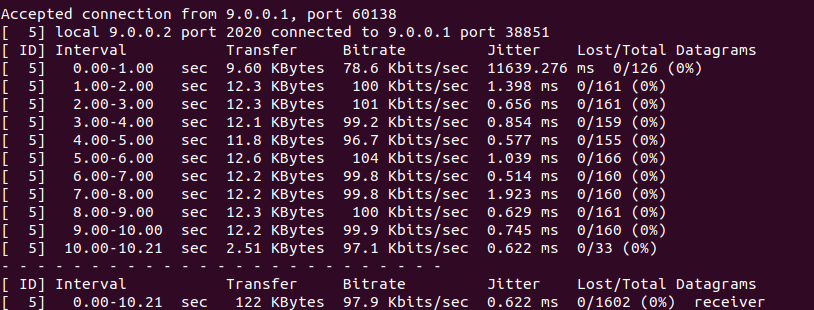 Accepted connection from 9.0.0.1, port 60138
[  5] local 9.0.0.2 port 2020 connected to 9.0.0.1 port 38851
[ ID] Interval           Transfer     Bitrate         Jitter    Lost/Total Datagrams
[  5]   0.00-1.00   sec  9.60 KBytes  78.6 Kbits/sec  11639.276 ms  0/126 (0%)
[  5]   1.00-2.00   sec  12.3 KBytes   100 Kbits/sec  1.398 ms  0/161 (0%)
[  5]   2.00-3.00   sec  12.3 KBytes   101 Kbits/sec  0.656 ms  0/161 (0%)
[  5]   3.00-4.00   sec  12.1 KBytes  99.2 Kbits/sec  0.854 ms  0/159 (0%)
[  5]   4.00-5.00   sec  11.8 KBytes  96.7 Kbits/sec  0.577 ms  0/155 (0%)
[  5]   5.00-6.00   sec  12.6 KBytes   104 Kbits/sec  1.039 ms  0/166 (0%)
[  5]   6.00-7.00   sec  12.2 KBytes  99.8 Kbits/sec  0.514 ms  0/160 (0%)
[  5]   7.00-8.00   sec  12.2 KBytes  99.8 Kbits/sec  1.923 ms  0/160 (0%)
[  5]   8.00-9.00   sec  12.3 KBytes   100 Kbits/sec  0.629 ms  0/161 (0%)
[  5]   9.00-10.00  sec  12.2 KBytes  99.9 Kbits/sec  0.745 ms  0/160 (0%)
[  5]  10.00-10.21  sec  2.51 KBytes  97.1 Kbits/sec  0.622 ms  0/33 (0%)
- - - - - - - - - - - - - - - - - - - - - - - - -
[ ID] Interval           Transfer     Bitrate         Jitter    Lost/Total Datagrams
[  5]   0.00-10.21  sec   122 KBytes  97.9 Kbits/sec  0.622 ms  0/1602 (0%)  receiver